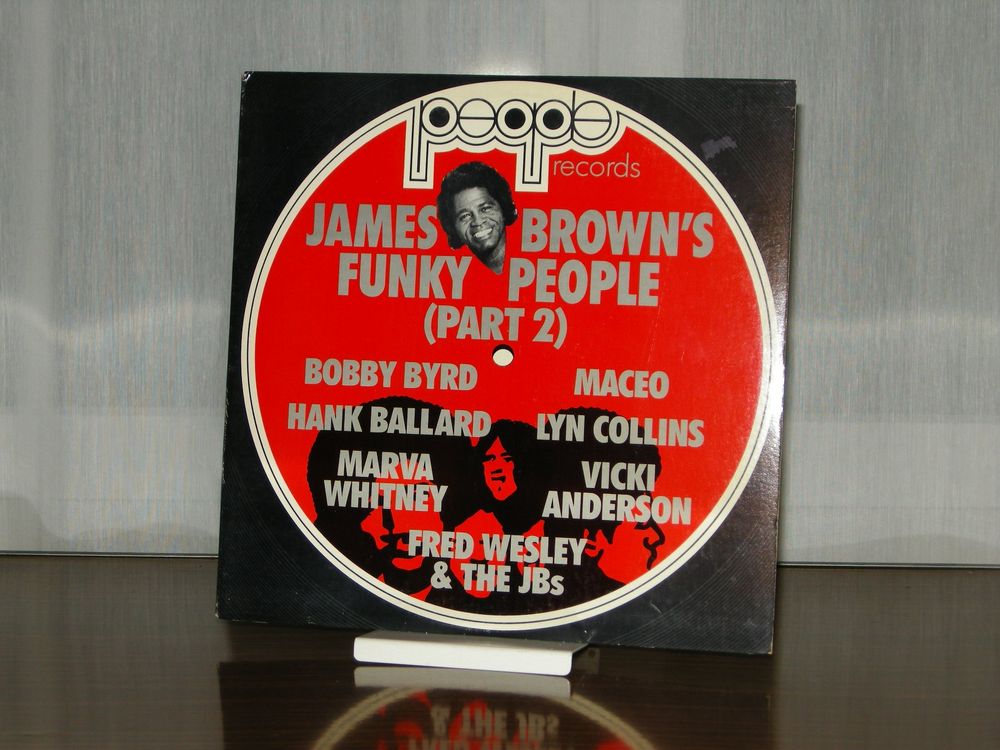 people
records
JAMES BROWN'S
FUNKY PEOPLE
(PART 2)
BOBBY BYRD
MACEO
HANK BALLARD
LYN COLLINS
MARVA
WHITNEY
VICKI
ANDERSON
FRED WESLEY
& THE JBs